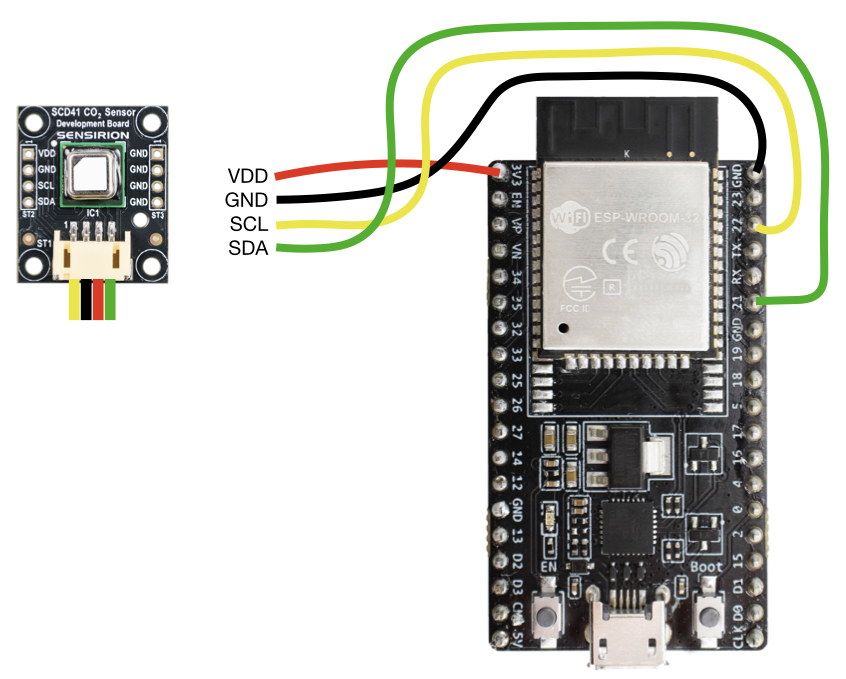 SCD41 CO2 Sensor
Development Board
SENSIRION
1
1
VDD
GND
SCL
SDA
GND
GND
GND
GND
ST2
ST3
IC1
ST1
1
VDD
GND
SCL
SDA
K
WiFi ESP-WROOM-32
CE
R
FCC ID
3V3
EN
VP
VN
34
35
32
33
25
26
27
14
12
GND
13
D2
D3
CMD
5V
GND
23
22
TX
RX
21
GND
19
18
5
17
16
4
0
2
15
D1
D0
CLK
EN
Boot